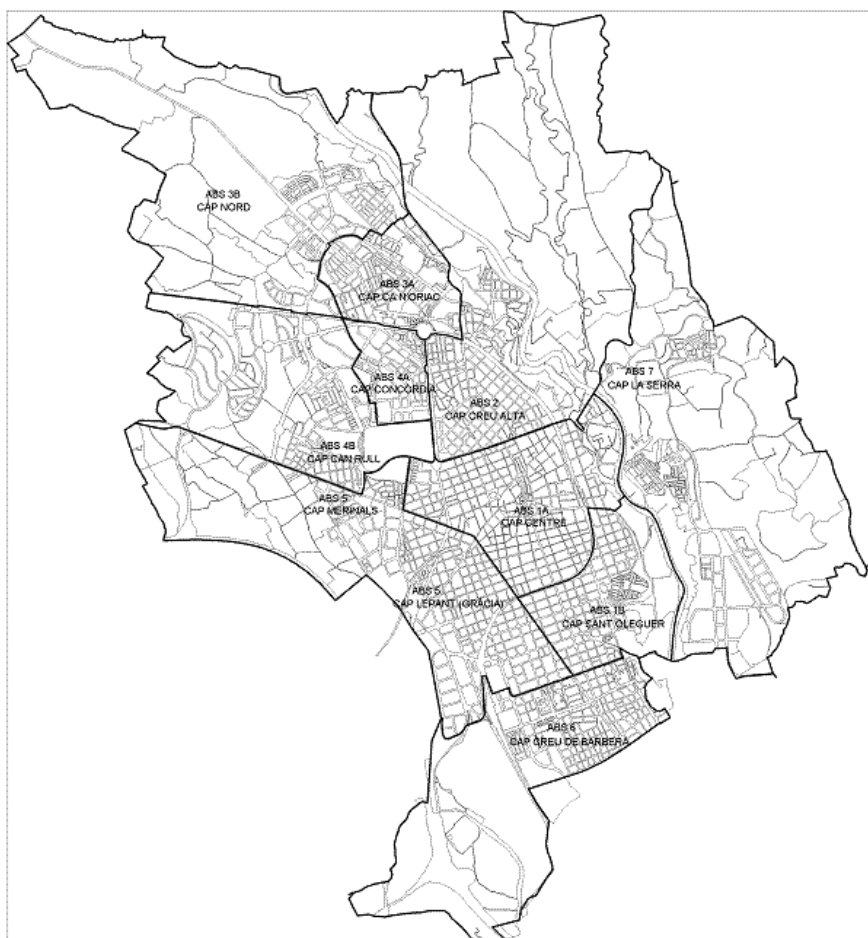 ABS 3B
CAP NORD
ABS 3A
CAP CA N'ORIAC
ABS 4A
CAP CONCORDIA
ABS 7
CAP LA SERRA
ABS 2
CAP CREU ALTA
ABS 4B
CAP CAN RULL
ABS 5
CAP MERINALS
ABS 1A
CAP CENTRE
ABS 5
CAP LEPANT (GRÀCIA)
ABS 1B
CAP SANT OLEGUER
ABS 6
CAP CREU DE BARBERÀ